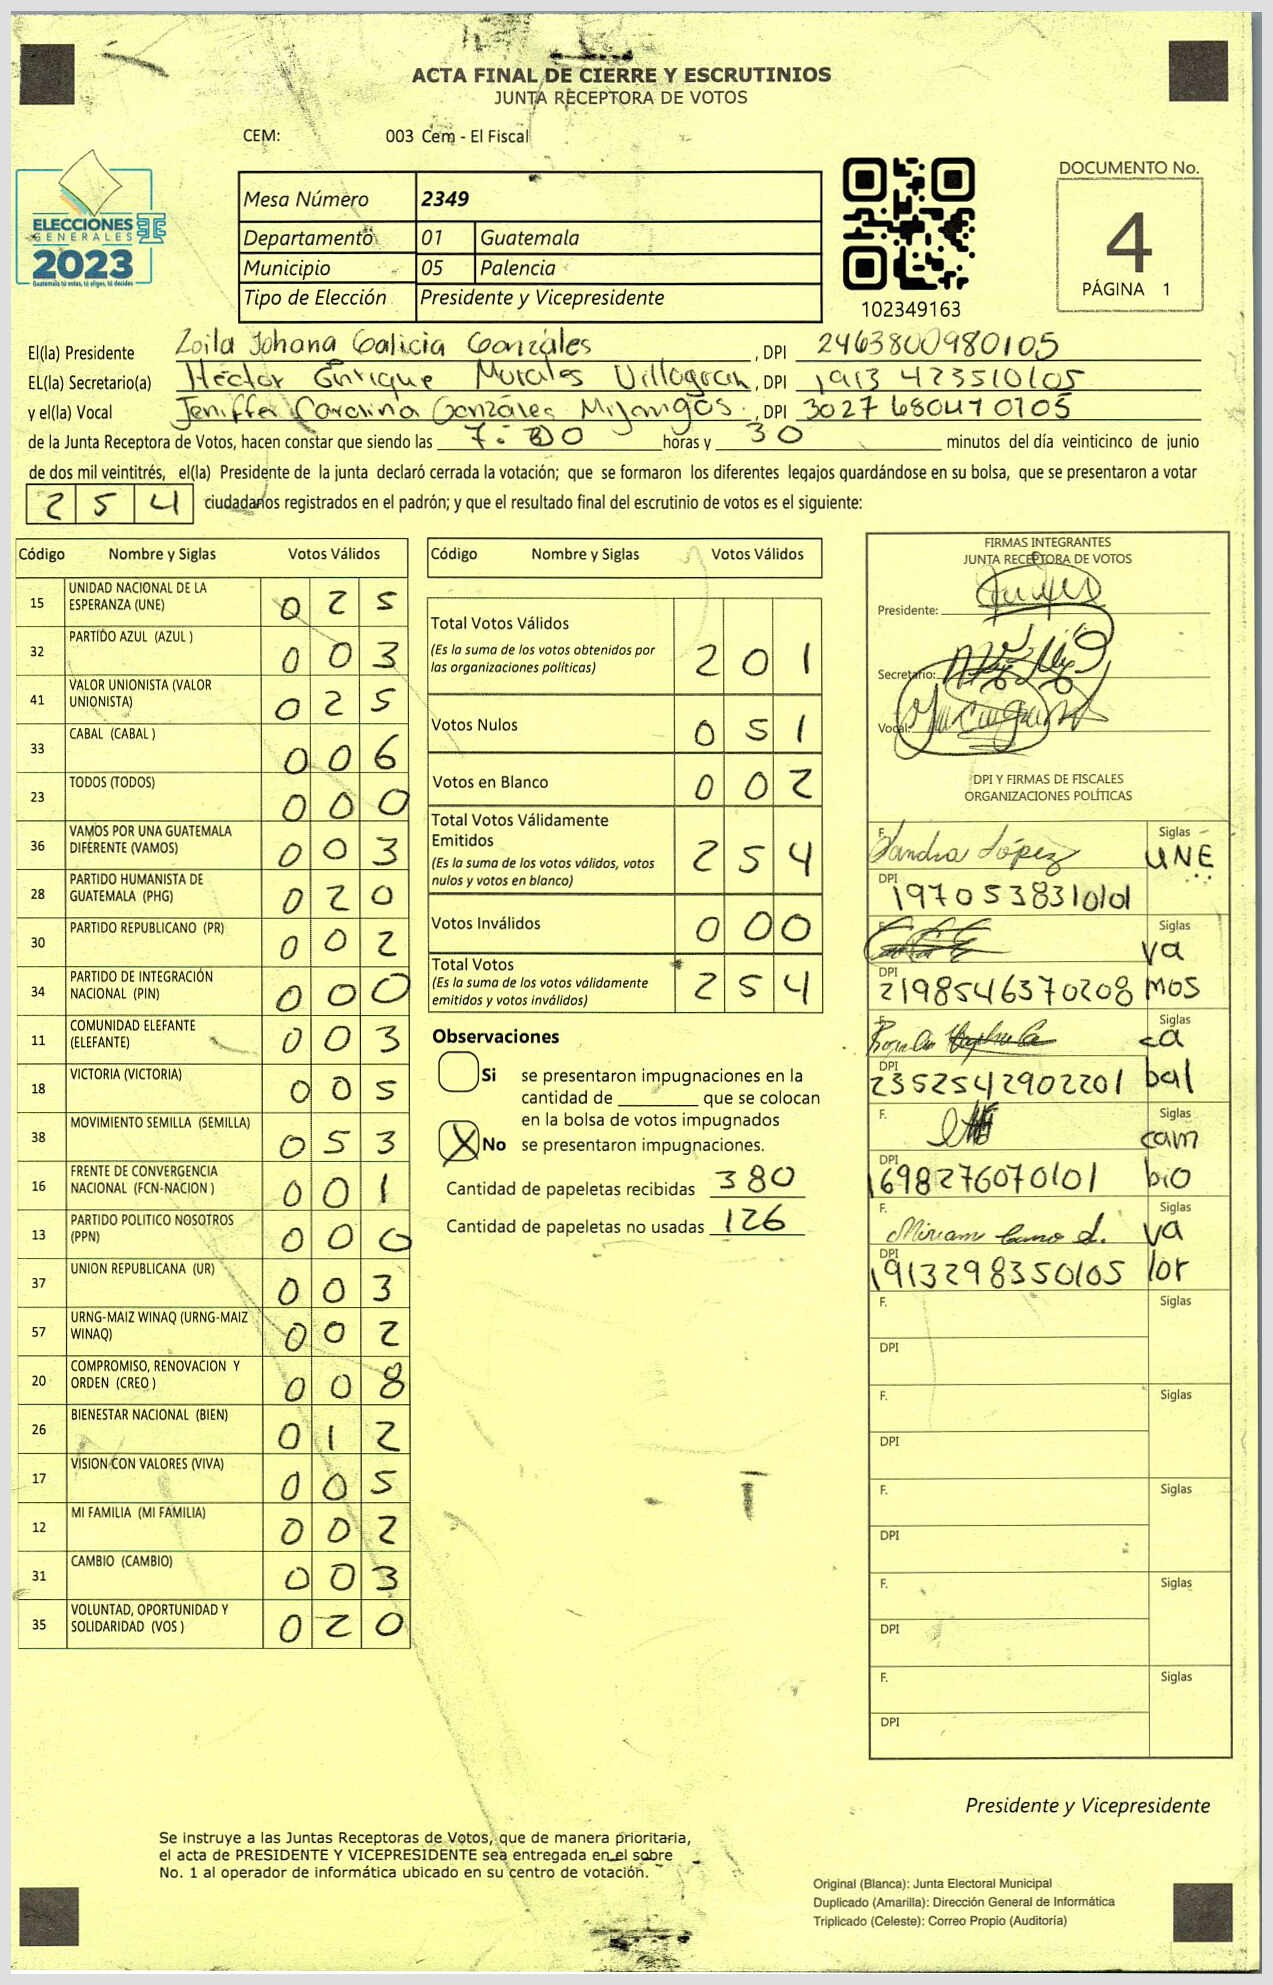 ACTA FINAL DE CIERRE Y ESCRUTINIOS
JUNTA RECEPTORA DE VOTOS
CEM: 003 Cem - El Fiscal
ELECCIONES
GENERALES
2023
Guatemala tú votas, tú eliges, tú decides
Mesa Número 2349
Departamento 01 Guatemala
Municipio 05 Palencia
Tipo de Elección Presidente y Vicepresidente
102349163
DOCUMENTO No.
4
PÁGINA 1
El(la) Presidente Zoila Johana Galicia Gonzáles, DPI 2463800980105
EL(la) Secretario(a) Héctor Enrique Morales Villagran, DPI 1913 423510105
y el(la) Vocal Jeniffer Carolina Gonzáles Mijangos, DPI 3027 680470105
de la Junta Receptora de Votos, hacen constar que siendo las 7: horas y 30 minutos del día veinticinco de junio
de dos mil veintitrés, el(la) Presidente de la junta declaró cerrada la votación; que se formaron los diferentes legajos guardándose en su bolsa, que se presentaron a votar
2 5 4 ciudadanos registrados en el padrón; y que el resultado final del escrutinio de votos es el siguiente:
Código Nombre y Siglas Votos Válidos
15 UNIDAD NACIONAL DE LA ESPERANZA (UNE) 0 2 5
32 PARTIDO AZUL (AZUL ) 0 0 3
41 VALOR UNIONISTA (VALOR UNIONISTA) 0 2 5
33 CABAL (CABAL ) 0 0 6
23 TODOS (TODOS) 0 0 0
36 VAMOS POR UNA GUATEMALA DIFERENTE (VAMOS) 0 0 3
28 PARTIDO HUMANISTA DE GUATEMALA (PHG) 0 2 0
30 PARTIDO REPUBLICANO (PR) 0 0 2
34 PARTIDO DE INTEGRACIÓN NACIONAL (PIN) 0 0 0
11 COMUNIDAD ELEFANTE (ELEFANTE) 0 0 3
18 VICTORIA (VICTORIA) 0 0 5
38 MOVIMIENTO SEMILLA (SEMILLA) 0 5 3
16 FRENTE DE CONVERGENCIA NACIONAL (FCN-NACION ) 0 0 1
13 PARTIDO POLITICO NOSOTROS (PPN) 0 0 0
37 UNION REPUBLICANA (UR) 0 0 3
57 URNG-MAIZ WINAQ (URNG-MAIZ WINAQ) 0 0 2
20 COMPROMISO, RENOVACION Y ORDEN (CREO ) 0 0 8
26 BIENESTAR NACIONAL (BIEN) 0 1 2
17 VISION CON VALORES (VIVA) 0 0 5
12 MI FAMILIA (MI FAMILIA) 0 0 2
31 CAMBIO (CAMBIO) 0 0 3
35 VOLUNTAD, OPORTUNIDAD Y SOLIDARIDAD (VOS ) 0 2 0
Código Nombre y Siglas Votos Válidos
Total Votos Válidos 2 0 1
(Es la suma de los votos obtenidos por
las organizaciones políticas)
Votos Nulos 0 5 1
Votos en Blanco 0 0 2
Total Votos Válidamente
Emitidos 2 5 4
(Es la suma de los votos válidos, votos
nulos y votos en blanco)
Votos Inválidos 0 0 0
Total Votos 2 5 4
(Es la suma de los votos válidamente
emitidos y votos inválidos)
Observaciones
Si se presentaron impugnaciones en la
cantidad de ________ que se colocan
en la bolsa de votos impugnados
X No se presentaron impugnaciones.
Cantidad de papeletas recibidas 380
Cantidad de papeletas no usadas 126
FIRMAS INTEGRANTES
JUNTA RECEPTORA DE VOTOS
Presidente:
Secretario:
Vocal:
DPI Y FIRMAS DE FISCALES
ORGANIZACIONES POLÍTICAS
F. Sandra López Siglas UNE
DPI 1970538310101
F. Siglas vamos
DPI 2198546370208
F. Siglas cabal
DPI 2352542902201
F. Siglas cambio
DPI 1698276070101
F. Miriam Siglas valor
DPI 1913298350105
F. Siglas
DPI
F. Siglas
DPI
F. Siglas
DPI
F. Siglas
DPI
F. Siglas
DPI
Presidente y Vicepresidente
Se instruye a las Juntas Receptoras de Votos, que de manera prioritaria,
el acta de PRESIDENTE Y VICEPRESIDENTE sea entregada en el sobre
No. 1 al operador de informática ubicado en su centro de votación.
Original (Blanca): Junta Electoral Municipal
Duplicado (Amarilla): Dirección General de Informática
Triplicado (Celeste): Correo Propio (Auditoría)